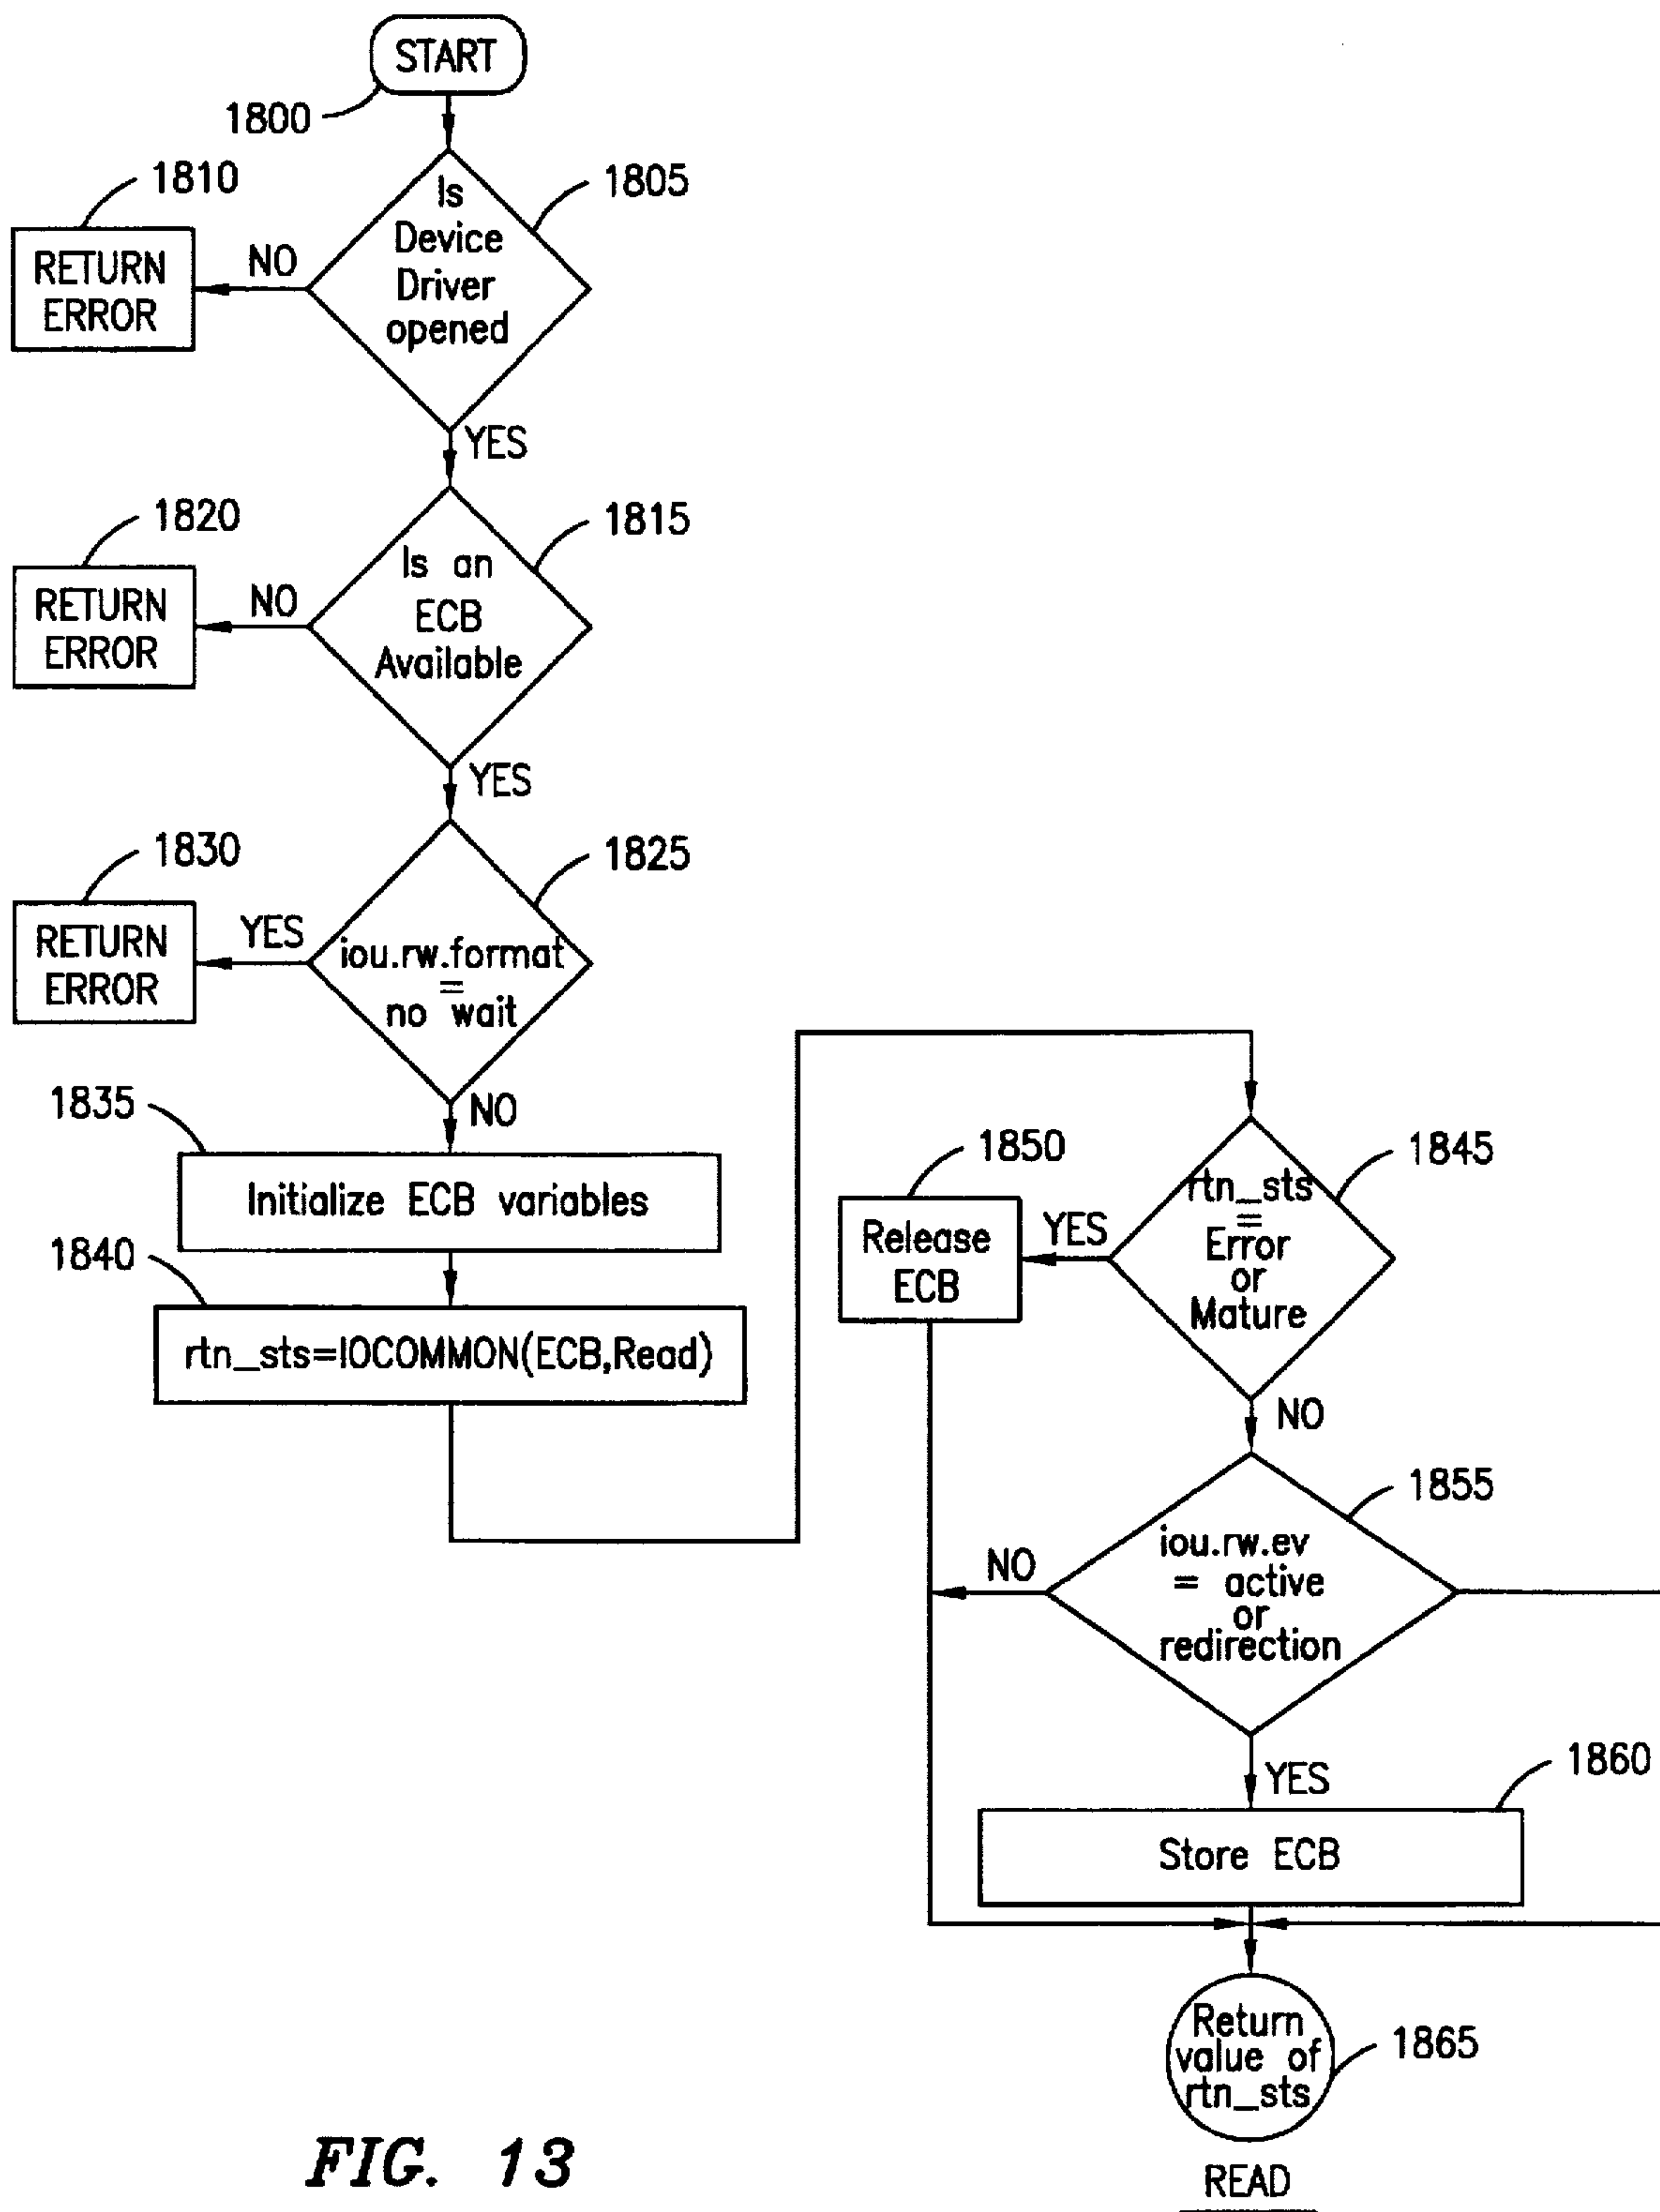 START
1800
1810
Is
Device
Driver
opened
1805
RETURN
ERROR
NO
YES
1820
Is an
ECB
Available
1815
RETURN
ERROR
NO
YES
1830
iou.rw.format
=
no wait
1825
RETURN
ERROR
YES
NO
1835
Initialize ECB variables
1840
rtn_sts=IOCOMMON(ECB,Read)
1850
Release
ECB
YES
rtn_sts
=
Error
or
Mature
1845
NO
iou.rw.ev
= active
or
redirection
1855
NO
YES
1860
Store ECB
Return
value of
rtn_sts
1865
FIG. 13
READ